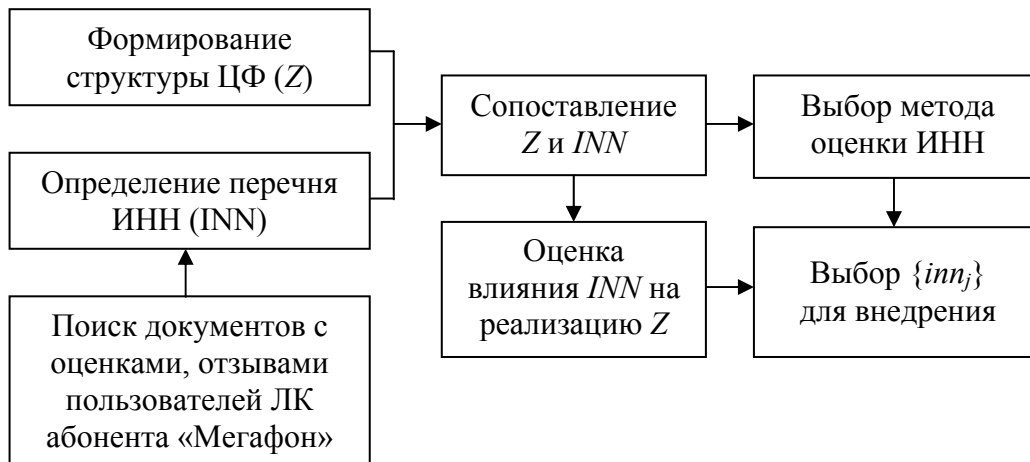 Формирование
структуры ЦФ (Z)
Определение перечня
ИНН (INN)
Поиск документов с
оценками, отзывами
пользователей ЛК
абонента «Мегафон»
Сопоставление
Z и INN
Оценка
влияния INN на
реализацию Z
Выбор метода
оценки ИНН
Выбор {innⱼ}
для внедрения